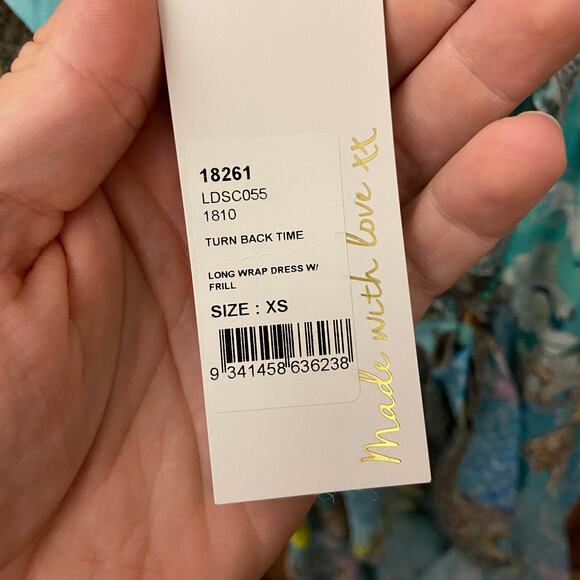 18261
LDSC055
1810
TURN BACK TIME
LONG WRAP DRESS W/
FRILL
SIZE : XS
9 341458 636238
Made with love xx